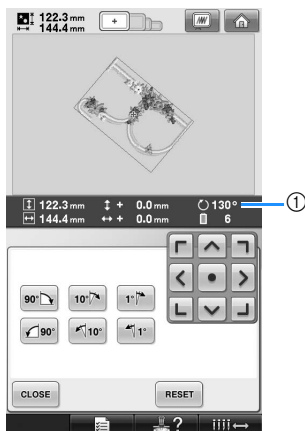 122.3 mm
144.4 mm
122.3 mm + 0.0 mm 130° ①
144.4 mm + 0.0 mm 6
90° 10° 1°
90° 10° 1°
CLOSE RESET
?